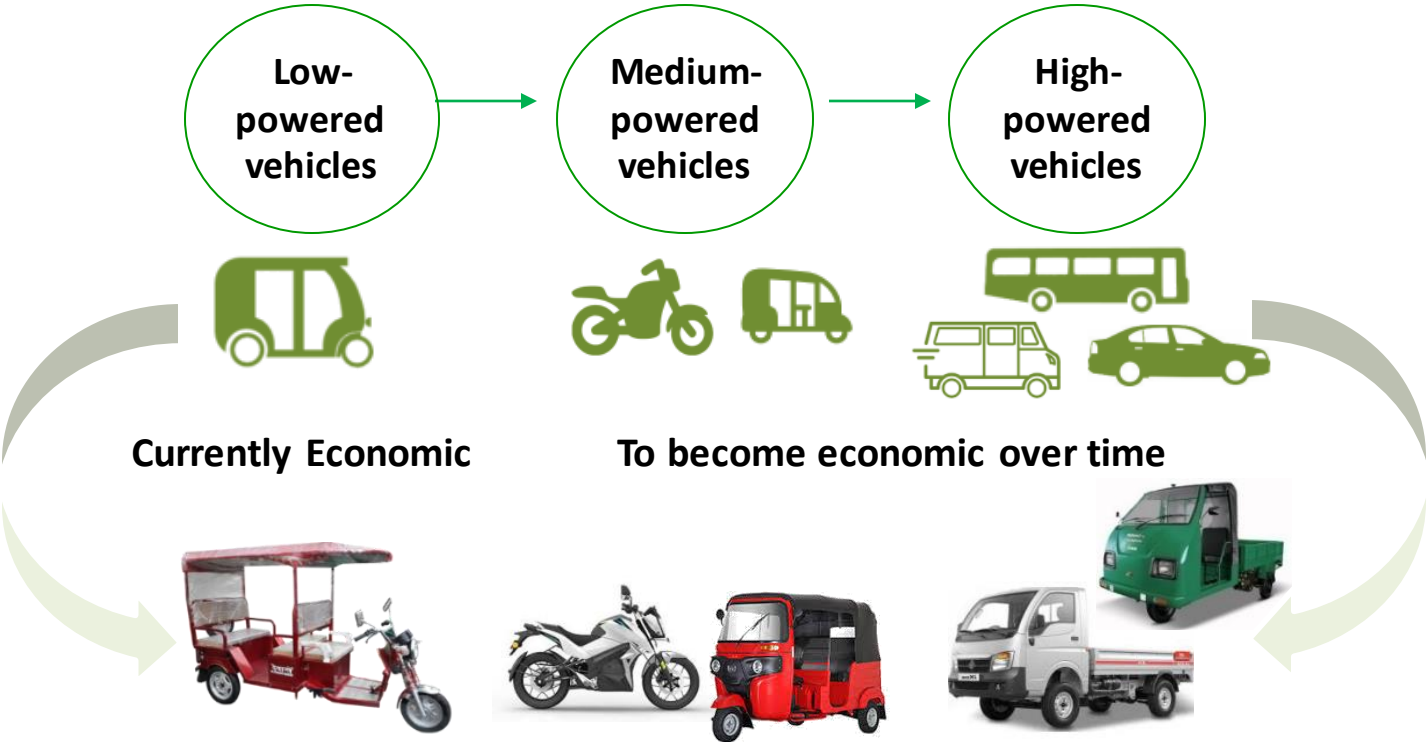 Low-
powered
vehicles
Medium-
powered
vehicles
High-
powered
vehicles
Currently Economic
To become economic over time